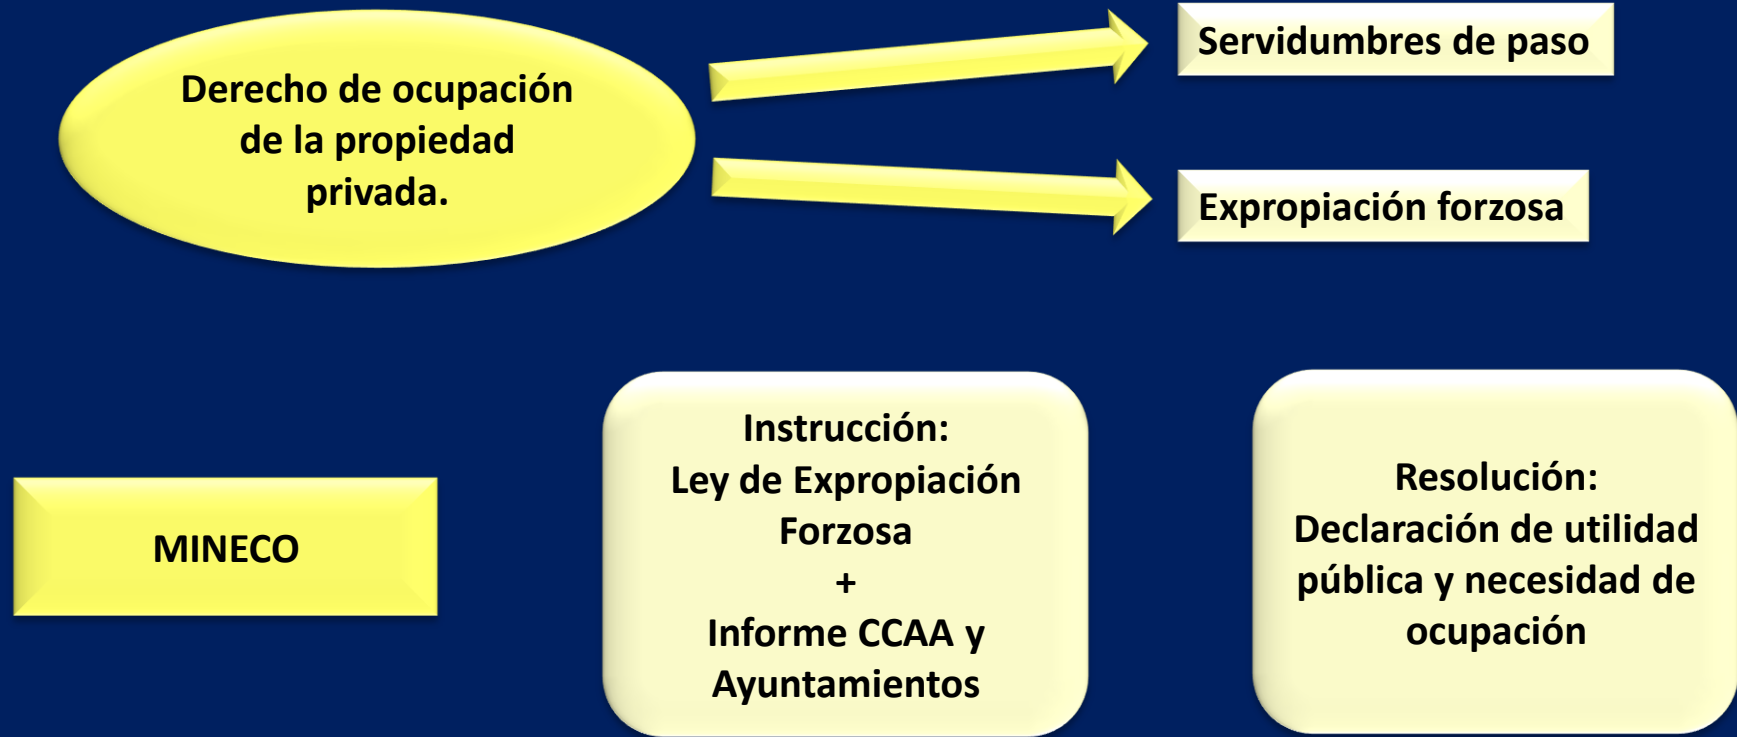 Derecho de ocupación
de la propiedad
privada.
Servidumbres de paso
Expropiación forzosa
MINECO
Instrucción:
Ley de Expropiación
Forzosa
+
Informe CCAA y
Ayuntamientos
Resolución:
Declaración de utilidad
pública y necesidad de
ocupación